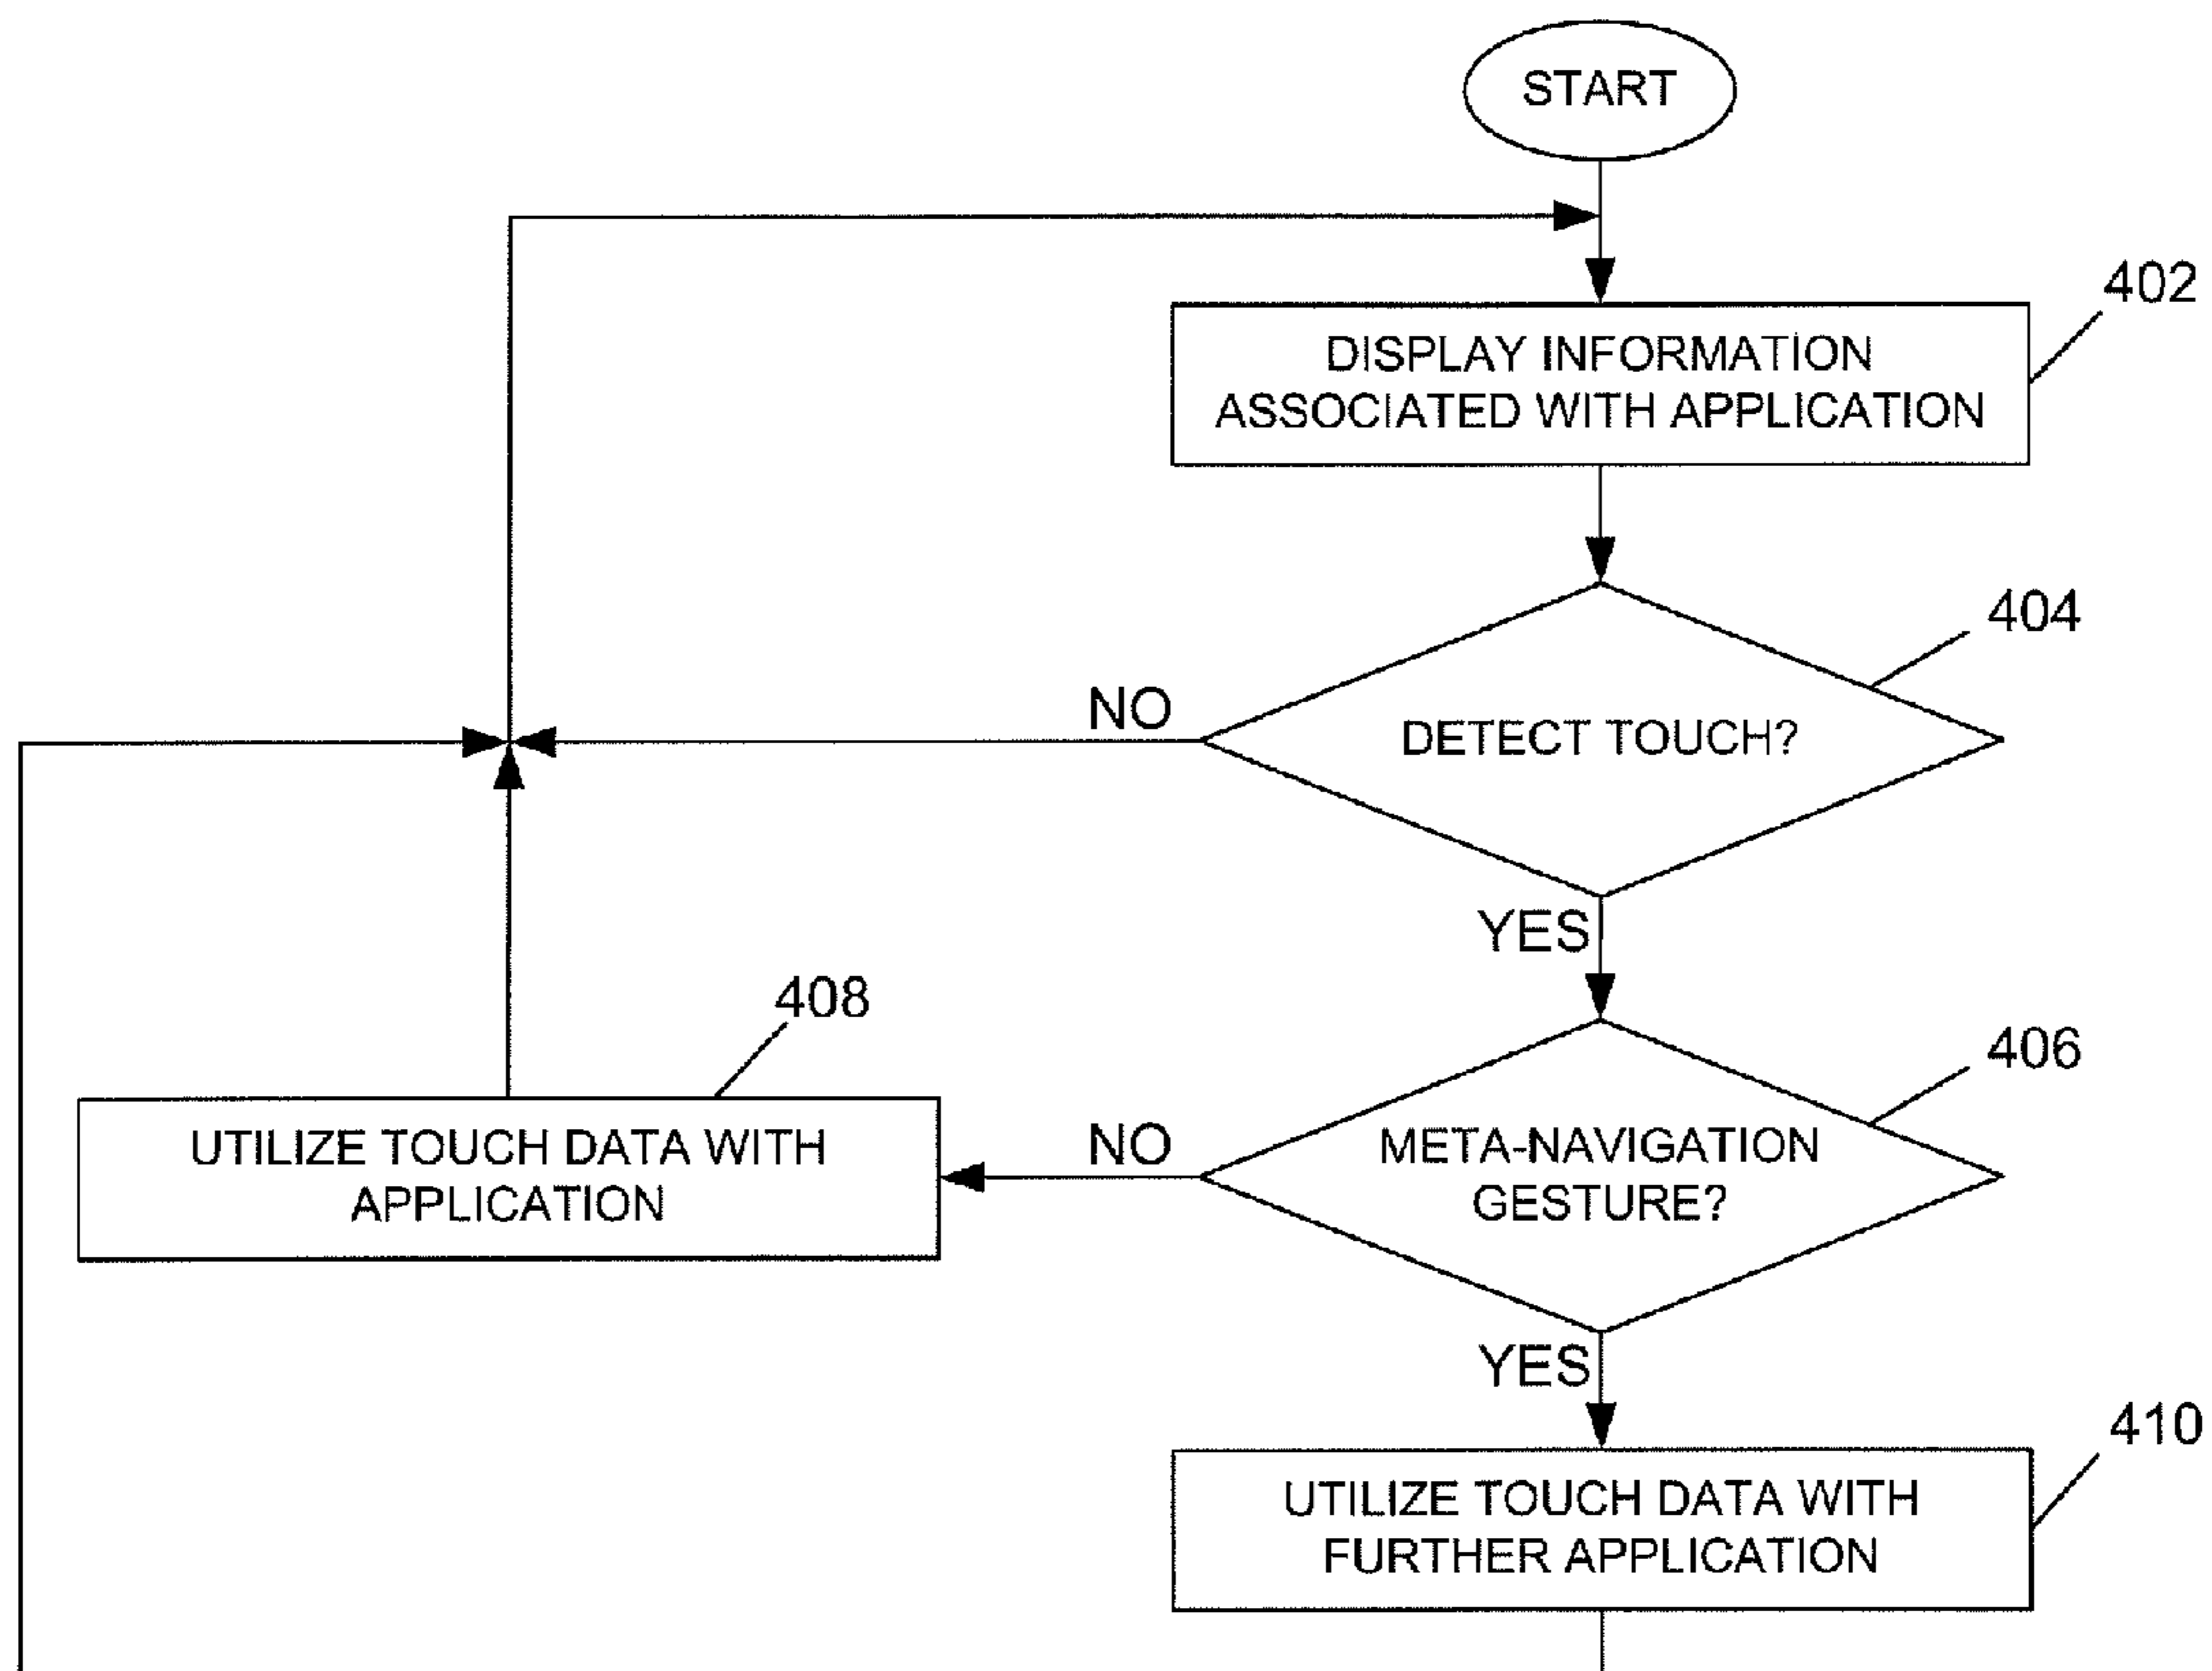 START
402
DISPLAY INFORMATION
ASSOCIATED WITH APPLICATION
404
NO
DETECT TOUCH?
YES
408
406
UTILIZE TOUCH DATA WITH
APPLICATION
NO
META-NAVIGATION
GESTURE?
YES
410
UTILIZE TOUCH DATA WITH
FURTHER APPLICATION